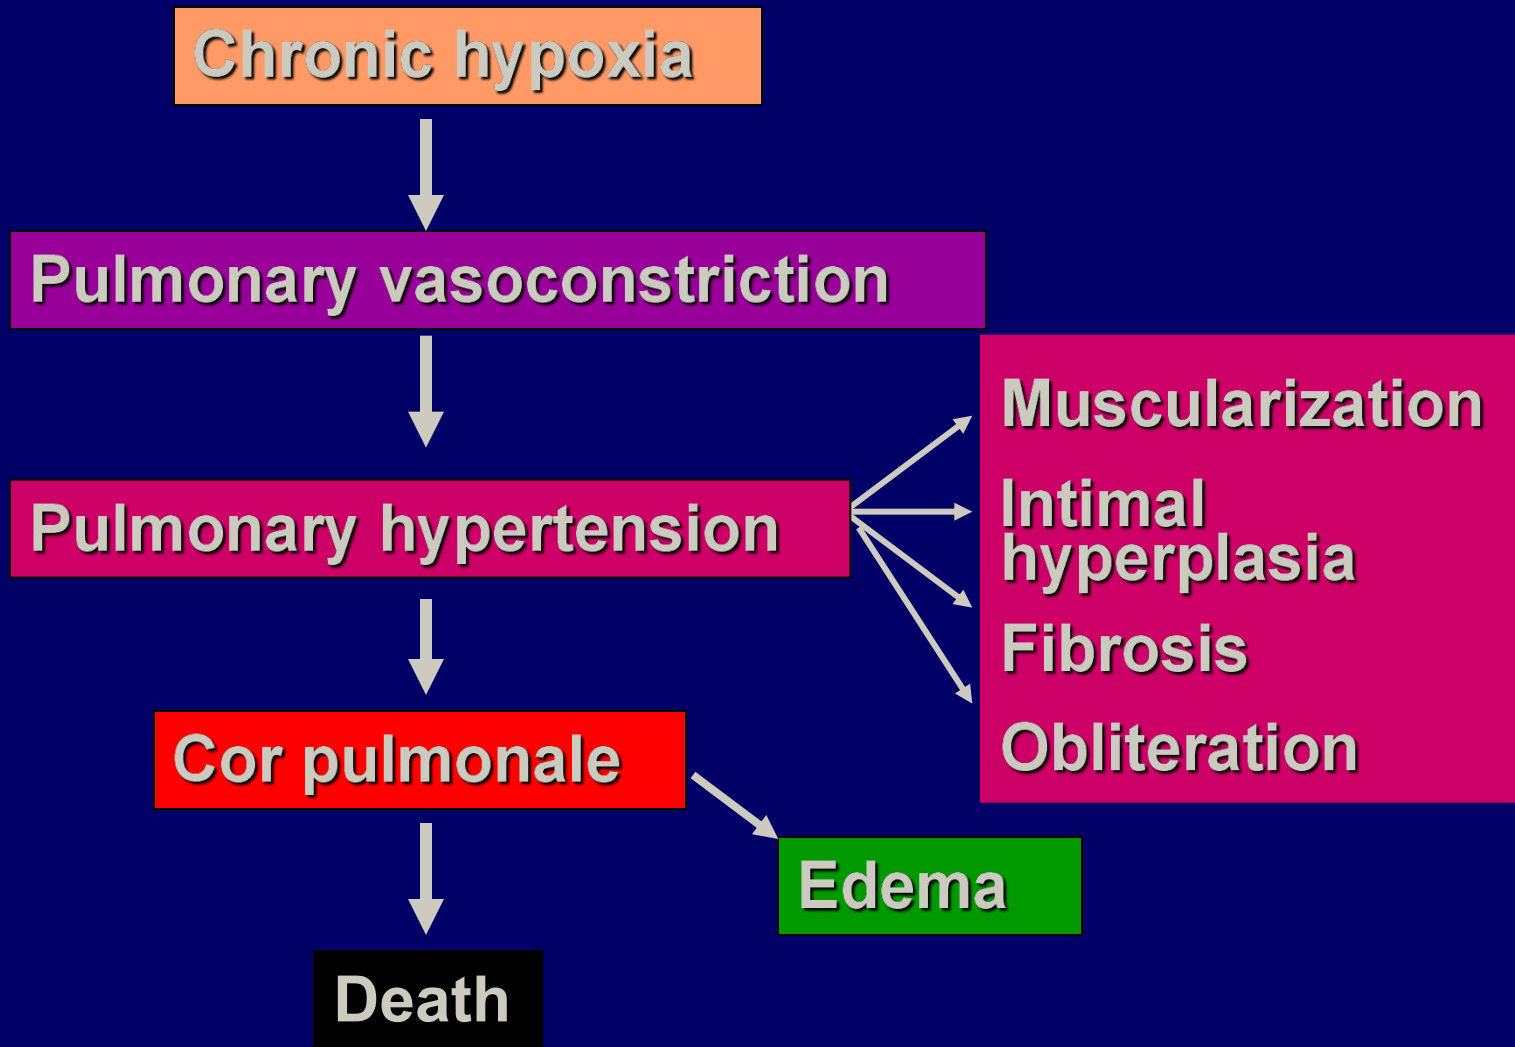 Chronic hypoxia
Pulmonary vasoconstriction
Pulmonary hypertension
Muscularization
Intimal
hyperplasia
Fibrosis
Obliteration
Cor pulmonale
Edema
Death